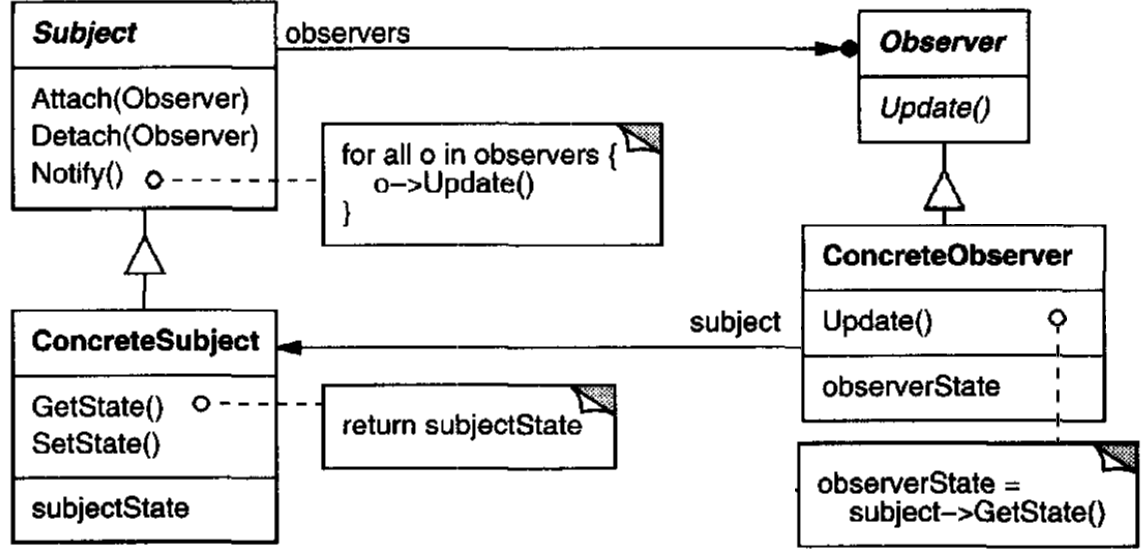 Subject
Attach(Observer)
Detach(Observer)
Notify()
observers
Observer
Update()
for all o in observers {
o->Update()
}
ConcreteSubject
GetState()
SetState()
subjectState
return subjectState
subject
ConcreteObserver
Update()
observerState
observerState =
subject->GetState()